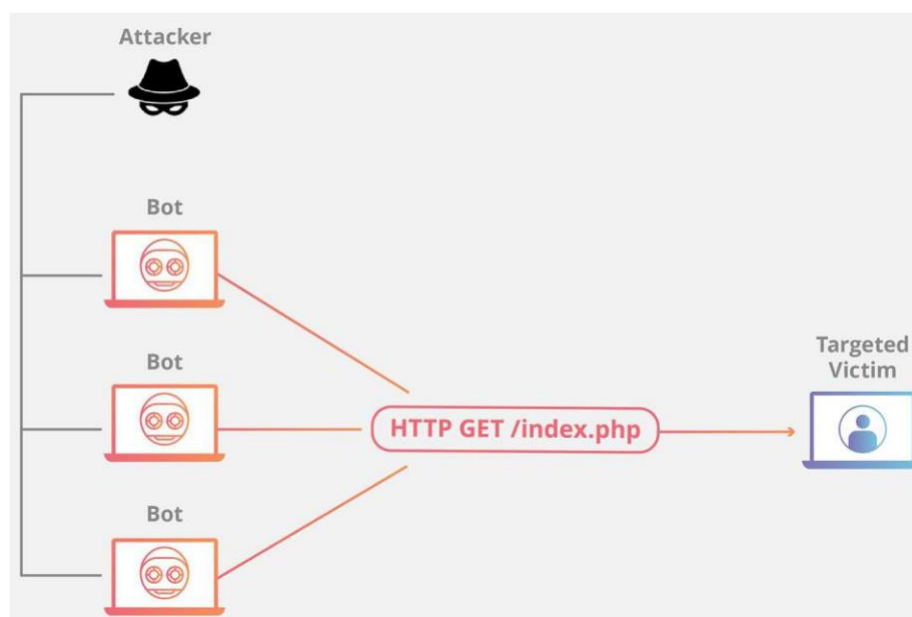 Attacker
Bot
Bot
HTTP GET /index.php
Targeted
Victim
Bot